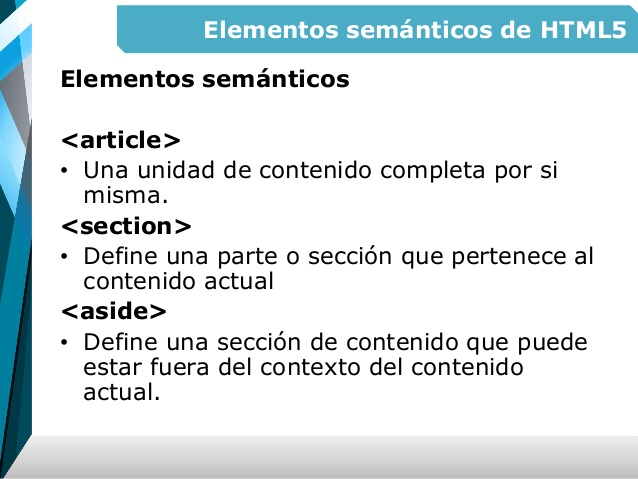 Elementos semánticos de HTML5
Elementos semánticos
<article>
• Una unidad de contenido completa por si
misma.
<section>
• Define una parte o sección que pertenece al
contenido actual
<aside>
• Define una sección de contenido que puede
estar fuera del contexto del contenido
actual.